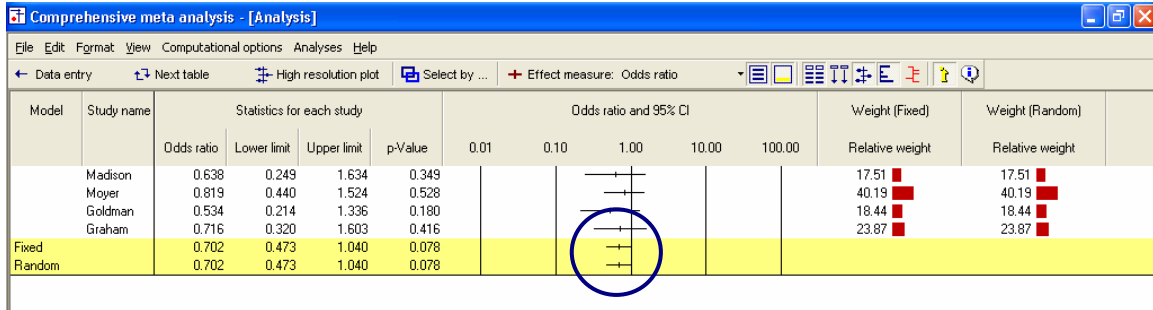 Comprehensive meta analysis - [Analysis]
File Edit Format View Computational options Analyses Help
Data entry Next table High resolution plot Select by ... Effect measure: Odds ratio
Model Study name Statistics for each study Odds ratio and 95% CI Weight (Fixed) Weight (Random)
Odds ratio Lower limit Upper limit p-Value 0.01 0.10 1.00 10.00 100.00 Relative weight Relative weight
Madison 0.638 0.249 1.634 0.349 17.51 17.51
Moyer 0.819 0.440 1.524 0.528 40.19 40.19
Goldman 0.534 0.214 1.336 0.180 18.44 18.44
Graham 0.716 0.320 1.603 0.416 23.87 23.87
Fixed 0.702 0.473 1.040 0.078
Random 0.702 0.473 1.040 0.078